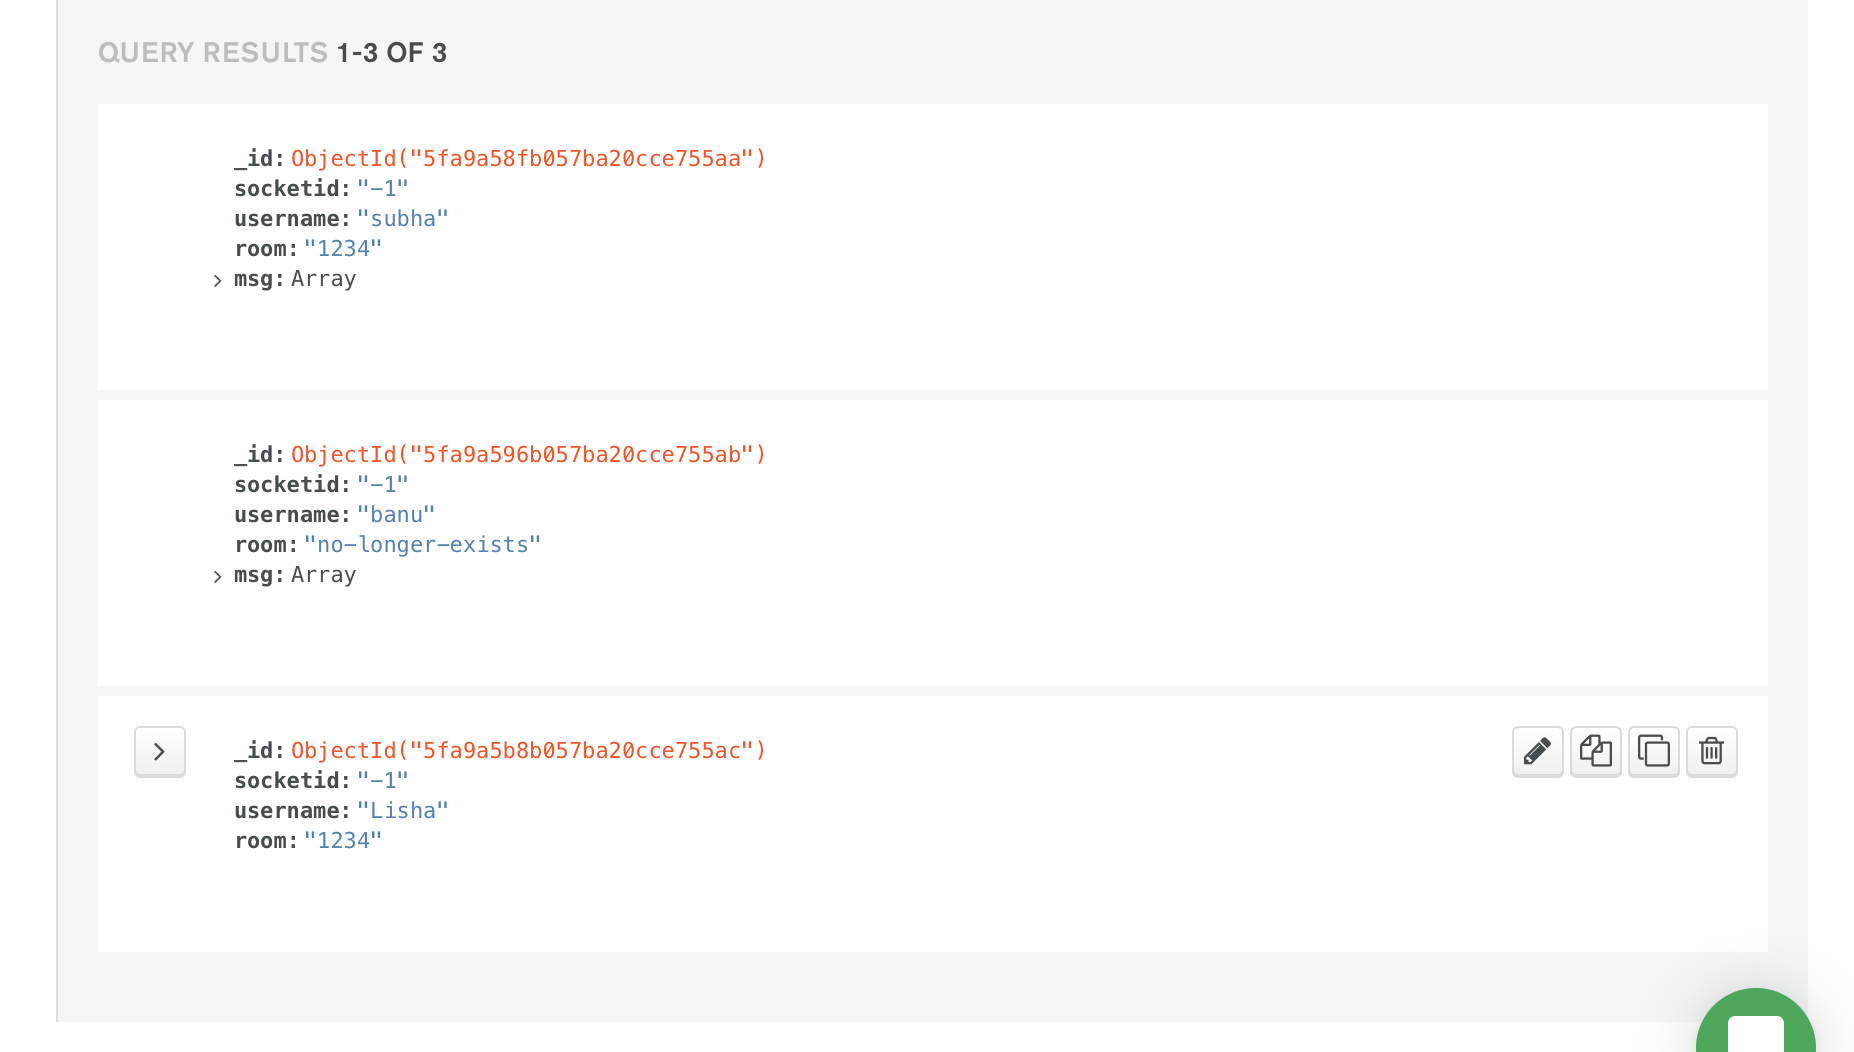 QUERY RESULTS 1-3 OF 3
_id: ObjectId("5fa9a58fb057ba20cce755aa")
socketid: "-1"
username: "subha"
room: "1234"
> msg: Array
_id: ObjectId("5fa9a596b057ba20cce755ab")
socketid: "-1"
username: "banu"
room: "no-longer-exists"
> msg: Array
_id: ObjectId("5fa9a5b8b057ba20cce755ac")
socketid: "-1"
username: "Lisha"
room: "1234"